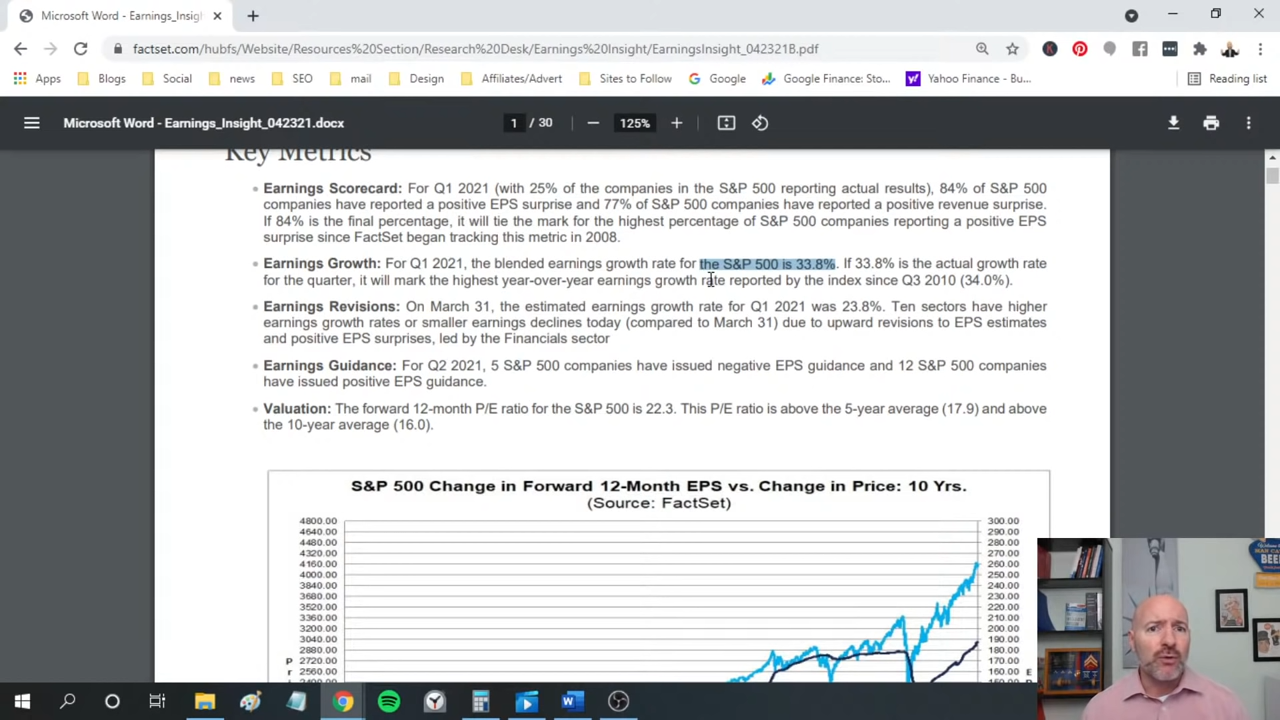 Microsoft Word - Earnings_Insig
factset.com/hubfs/Website/Resources%20Section/Research%20Desk/Earnings%20Insight/EarningsInsight_042321B.pdf
Apps Blogs Social news SEO mail Design Affiliates/Advert Sites to Follow Google Google Finance: Sto... Yahoo Finance - Bu... Reading list
Microsoft Word - Earnings_Insight_042321.docx 1 / 30 125%
Key Metrics
Earnings Scorecard: For Q1 2021 (with 25% of the companies in the S&P 500 reporting actual results), 84% of S&P
500 companies have reported a positive EPS surprise and 77% of S&P 500 companies have reported a positive revenue surprise.
If 84% is the final percentage, it will tie the mark for the highest percentage of S&P 500 companies reporting a positive EPS
surprise since FactSet began tracking this metric in 2008.
Earnings Growth: For Q1 2021, the blended earnings growth rate for the S&P 500 is 33.8%. If 33.8% is the actual growth rate
for the quarter, it will mark the highest year-over-year earnings growth rate reported by the index since Q3 2010 (34.0%).
Earnings Revisions: On March 31, the estimated earnings growth rate for Q1 2021 was 23.8%. Ten sectors have higher
earnings growth rates or smaller earnings declines today (compared to March 31) due to upward revisions to EPS estimates
and positive EPS surprises, led by the Financials sector
Earnings Guidance: For Q2 2021, 5 S&P 500 companies have issued negative EPS guidance and 12 S&P 500 companies
have issued positive EPS guidance.
Valuation: The forward 12-month P/E ratio for the S&P 500 is 22.3. This P/E ratio is above the 5-year average (17.9) and above
the 10-year average (16.0).
S&P 500 Change in Forward 12-Month EPS vs. Change in Price: 10 Yrs.
(Source: FactSet)
4800.00 300.00
4640.00 290.00
4480.00 280.00
4320.00 270.00
4160.00 260.00
4000.00 250.00
3840.00 240.00
3680.00 230.00
3520.00 220.00
3360.00 210.00
3200.00 200.00
3040.00 190.00
2880.00 180.00
P 2720.00 170.00
r 2560.00 160.00 E